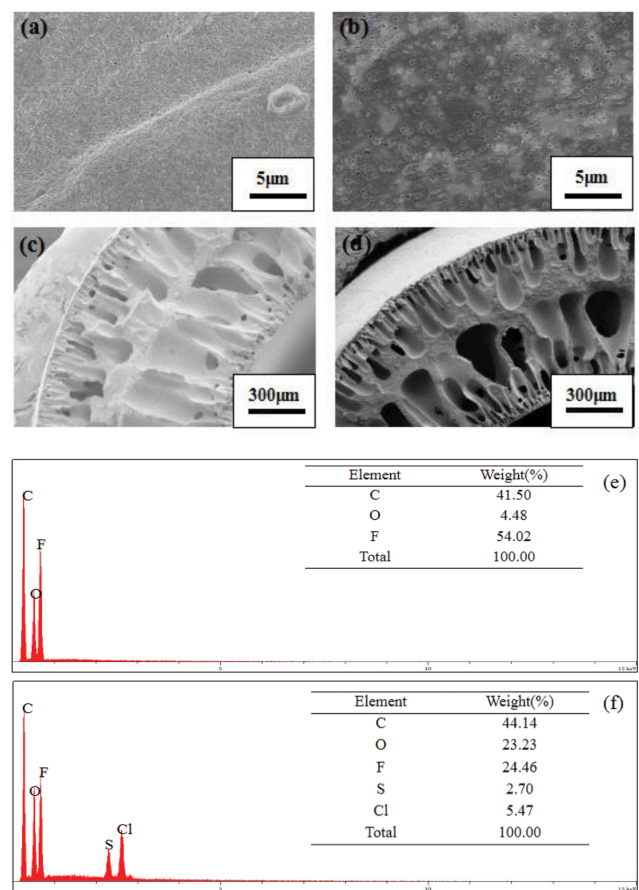 (a)
5μm
(b)
5μm
(c)
300μm
(d)
300μm
(e)
Element Weight(%)
C 41.50
O 4.48
F 54.02
Total 100.00
C
F
O
5
10
(f)
Element Weight(%)
C 44.14
O 23.23
F 24.46
S 2.70
Cl 5.47
Total 100.00
C
O
F
S
Cl
5
10